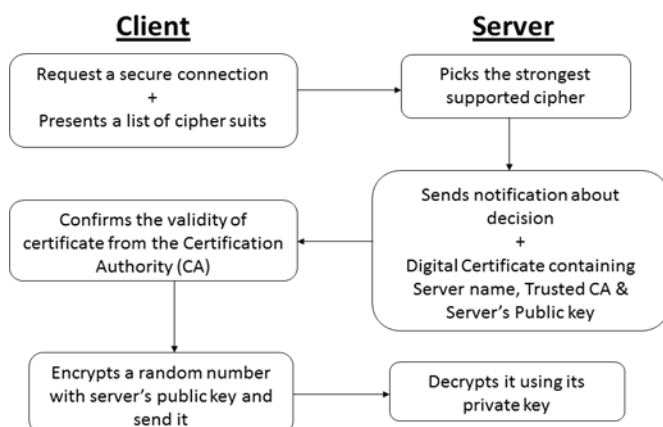 Client
Server
Request a secure connection
+
Presents a list of cipher suits
Picks the strongest
supported cipher
Sends notification about
decision
+
Digital Certificate containing
Server name, Trusted CA &
Server's Public key
Confirms the validity of
certificate from the Certification
Authority (CA)
Encrypts a random number
with server's public key and
send it
Decrypts it using its
private key